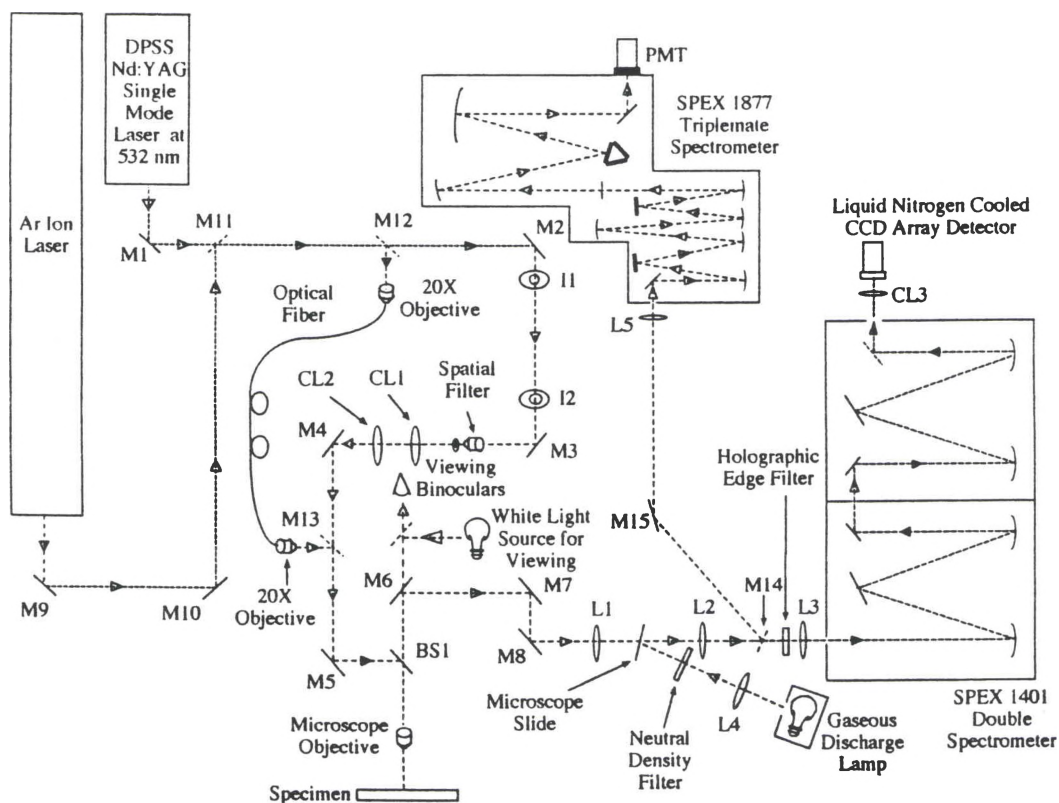 DPSS
Nd:YAG
Single
Mode
Laser at
532 nm
PMT
SPEX 1877
Triplemate
Spectrometer
Ar Ion
Laser
M1
M11
M12
M2
I1
Liquid Nitrogen Cooled
CCD Array Detector
Optical
Fiber
20X
Objective
CL3
L5
CL2
CL1
Spatial
Filter
I2
M4
M3
Viewing
Binoculars
Holographic
Edge Filter
M13
White Light
Source for
Viewing
M15
M9
M10
20X
Objective
M6
M7
M14
L1
L2
L3
M5
BS1
M8
Microscope
Slide
L4
Microscope
Objective
Neutral
Density
Filter
Gaseous
Discharge
Lamp
SPEX 1401
Double
Spectrometer
Specimen